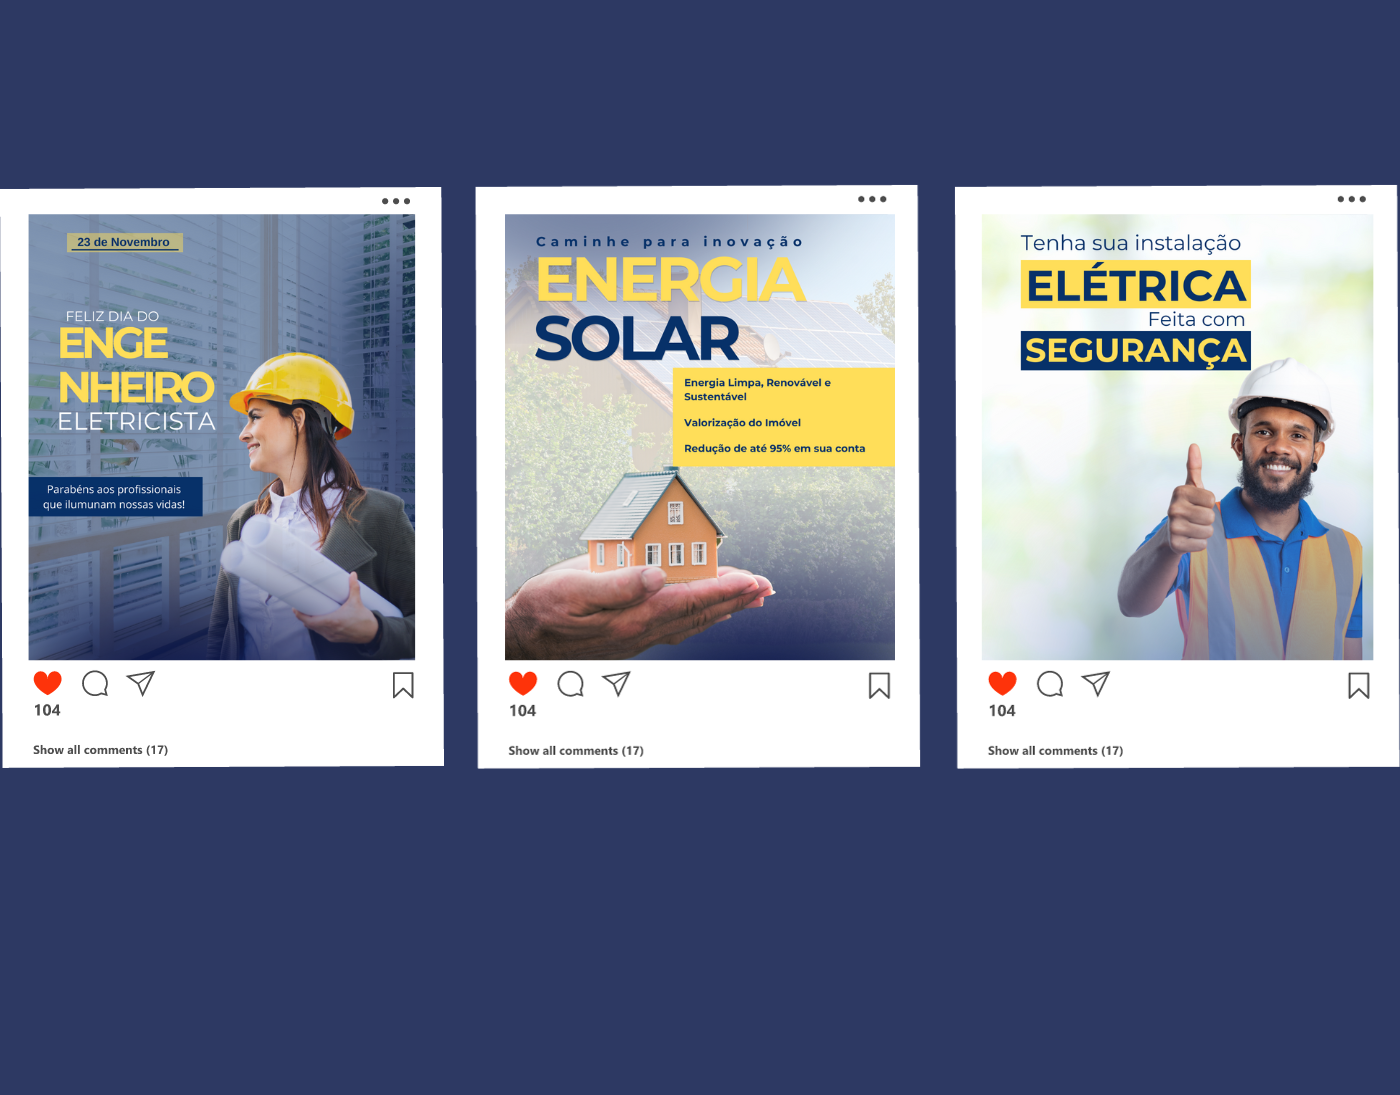 23 de Novembro
FELIZ DIA DO
ENGE
NHEIRO
ELETRICISTA
Parabéns aos profissionais
que ilumunam nossas vidas!
104
Show all comments (17)
Caminhe para inovação
ENERGIA
SOLAR
Energia Limpa, Renovável e
Sustentável
Valorização do Imóvel
Redução de até 95% em sua conta
104
Show all comments (17)
Tenha sua instalação
ELÉTRICA
Feita com
SEGURANÇA
104
Show all comments (17)